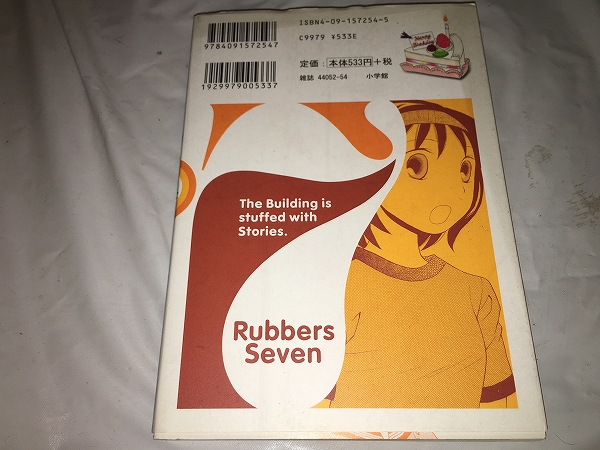 ISBN4-09-157254-5
C9979 ¥533E
9784091572547
定価：本体533円＋税
雑誌 44052-54 小学館
1929979005337
The Building is
stuffed with
Stories.
Rubbers
Seven